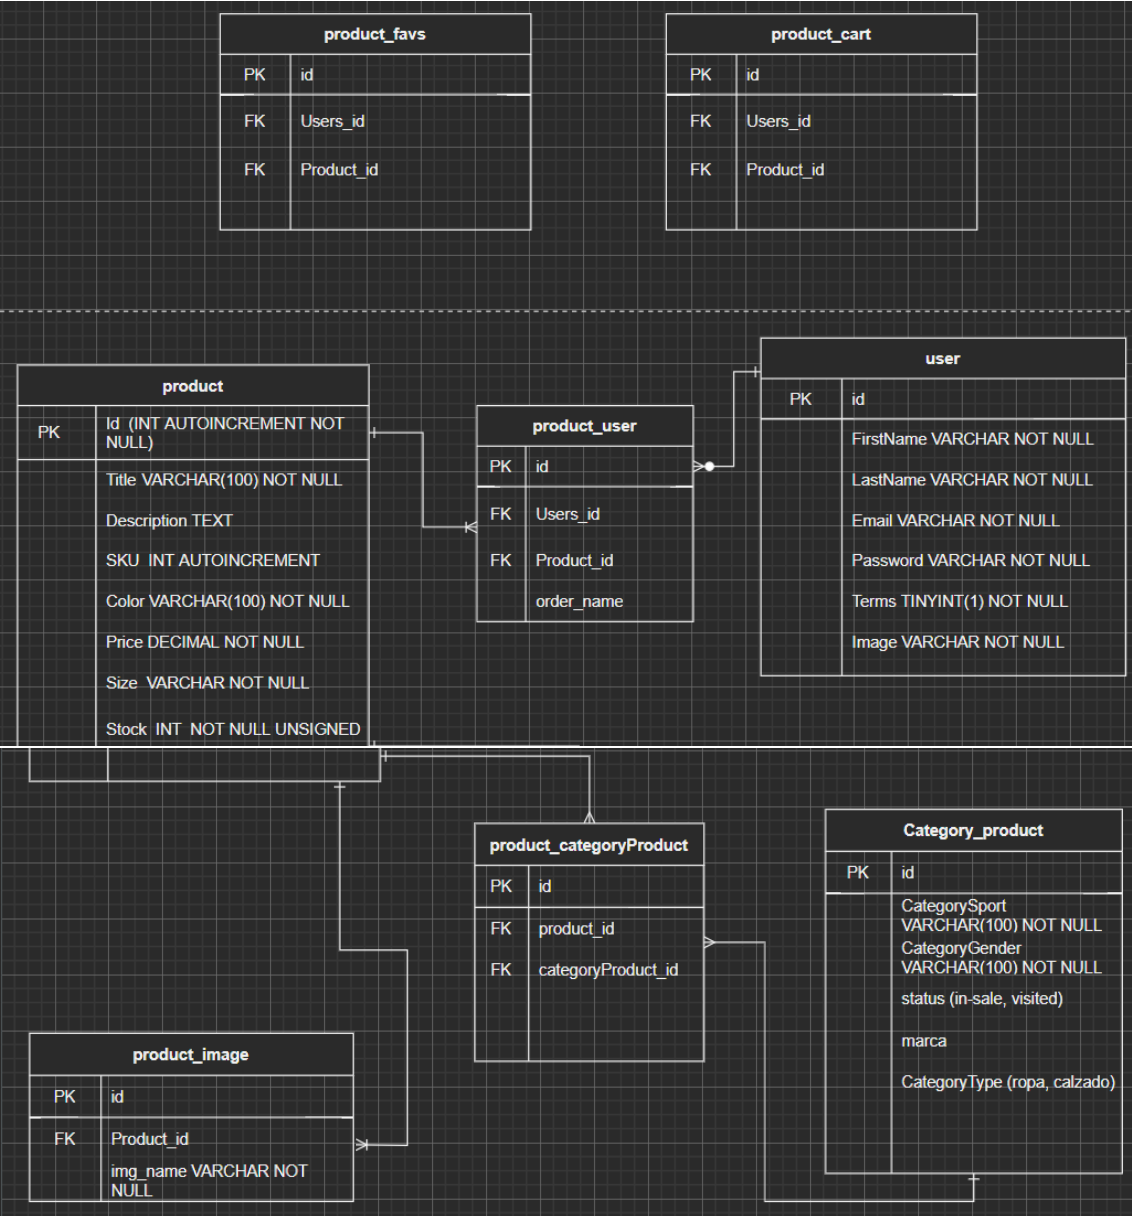 product_favs
PK id
FK Users_id
FK Product_id
product_cart
PK id
FK Users_id
FK Product_id
product
PK Id (INT AUTOINCREMENT NOT
NULL)
Title VARCHAR(100) NOT NULL
Description TEXT
SKU INT AUTOINCREMENT
Color VARCHAR(100) NOT NULL
Price DECIMAL NOT NULL
Size VARCHAR NOT NULL
Stock INT NOT NULL UNSIGNED
product_user
PK id
FK Users_id
FK Product_id
order_name
user
PK id
FirstName VARCHAR NOT NULL
LastName VARCHAR NOT NULL
Email VARCHAR NOT NULL
Password VARCHAR NOT NULL
Terms TINYINT(1) NOT NULL
Image VARCHAR NOT NULL
product_categoryProduct
PK id
FK product_id
FK categoryProduct_id
Category_product
PK id
CategorySport
VARCHAR(100) NOT NULL
CategoryGender
VARCHAR(100) NOT NULL
status (in-sale, visited)
marca
CategoryType (ropa, calzado)
product_image
PK id
FK Product_id
img_name VARCHAR NOT
NULL